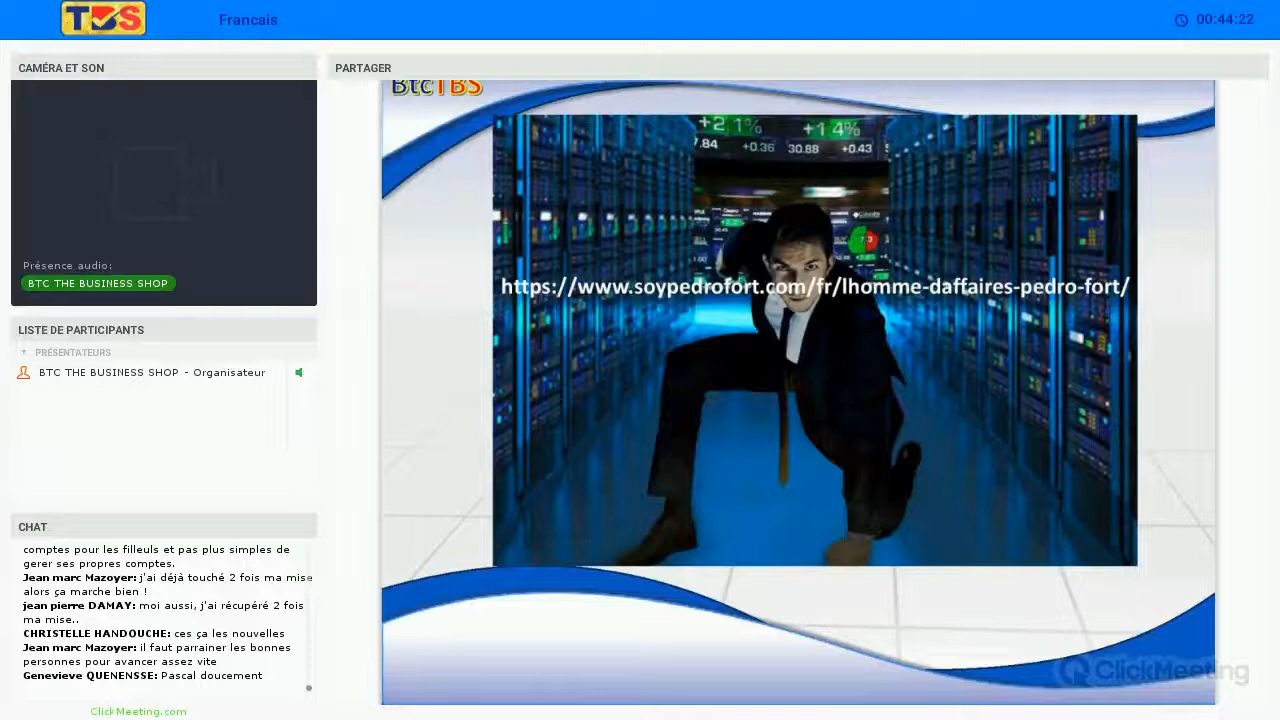 TBS
Francais
00:44:22
CAMÉRA ET SON
PARTAGER
BtcTBS
+2.1%
+1.4%
7.84
+0.36
30.88
+0.43
https://www.soypedrofort.com/fr/lhomme-daffaires-pedro-fort/
Présence audio:
BTC THE BUSINESS SHOP
LISTE DE PARTICIPANTS
PRÉSENTATEURS
BTC THE BUSINESS SHOP - Organisateur
CHAT
comptes pour les filleuls et pas plus simples de
gerer ses propres comptes.
Jean marc Mazoyer: j'ai déjà touché 2 fois ma mise
alors ça marche bien !
jean pierre DAMAY: moi aussi, j'ai récupéré 2 fois
ma mise..
CHRISTELLE HANDOUCHE: ces ça les nouvelles
Jean marc Mazoyer: il faut parrainer les bonnes
personnes pour avancer assez vite
Genevieve QUENENSSE: Pascal doucement
ClickMeeting
ClickMeeting.com